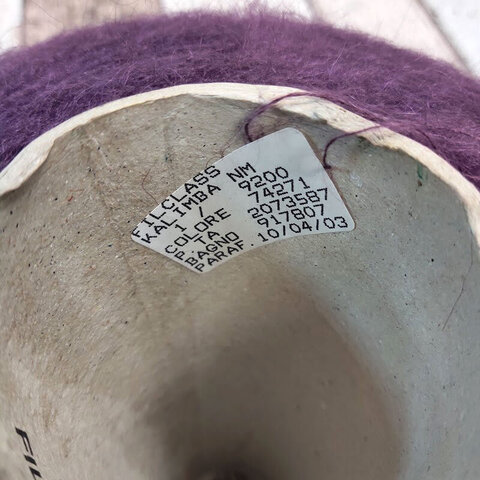 FILCLASS
KALIMBA NM
1 / 9200
COLORE 74271
P.TA 2073587
BAGNO 917807
PARAF. 10/04/03
FIL